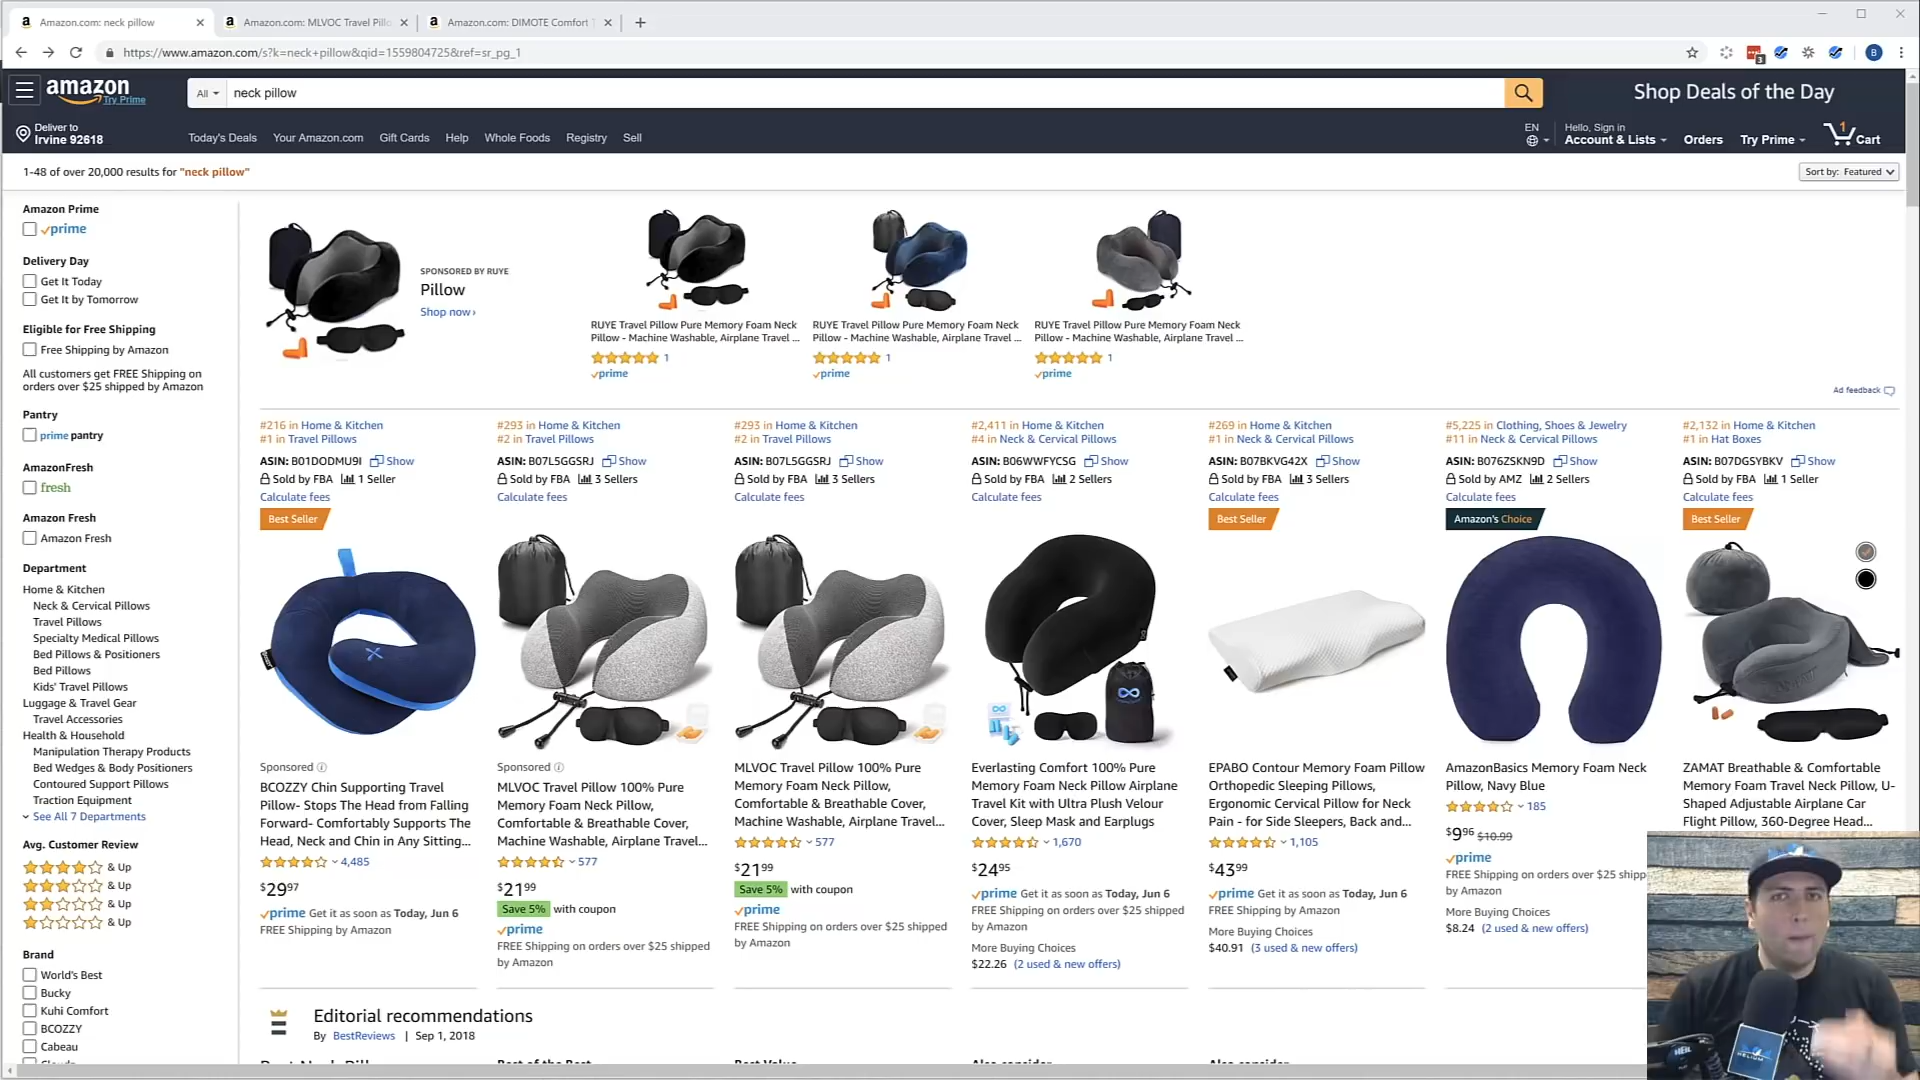 Amazon.com: neck pillow
Amazon.com: MLVOC Travel Pillo
Amazon.com: DIMOTE Comfort T
https://www.amazon.com/s?k=neck+pillow&qid=1559804725&ref=sr_pg_1
3
B
amazon
Try Prime
All
neck pillow
Shop Deals of the Day
Deliver to
Irvine 92618
Today's Deals
Your Amazon.com
Gift Cards
Help
Whole Foods
Registry
Sell
EN
Hello, Sign in
Account & Lists
Orders
Try Prime
1
Cart
1-48 of over 20,000 results for "neck pillow"
Sort by: Featured
Amazon Prime
prime
Delivery Day
Get It Today
Get It by Tomorrow
Eligible for Free Shipping
Free Shipping by Amazon
All customers get FREE Shipping on
orders over $25 shipped by Amazon
Pantry
prime pantry
AmazonFresh
fresh
Amazon Fresh
Amazon Fresh
Department
Home & Kitchen
Neck & Cervical Pillows
Travel Pillows
Specialty Medical Pillows
Bed Pillows & Positioners
Bed Pillows
Kids' Travel Pillows
Luggage & Travel Gear
Travel Accessories
Health & Household
Manipulation Therapy Products
Bed Wedges & Body Positioners
Contoured Support Pillows
Traction Equipment
See All 7 Departments
Avg. Customer Review
& Up
& Up
& Up
& Up
Brand
World's Best
Bucky
Kuhi Comfort
BCOZZY
Cabeau
SPONSORED BY RUYE
Pillow
Shop now›
RUYE Travel Pillow Pure Memory Foam Neck
Pillow - Machine Washable, Airplane Travel ...
1
prime
RUYE Travel Pillow Pure Memory Foam Neck
Pillow - Machine Washable, Airplane Travel ...
1
prime
RUYE Travel Pillow Pure Memory Foam Neck
Pillow - Machine Washable, Airplane Travel ...
1
prime
Ad feedback
#216 in Home & Kitchen
#1 in Travel Pillows
ASIN: B01DODMU9I Show
Sold by FBA 1 Seller
Calculate fees
Best Seller
Sponsored
BCOZZY Chin Supporting Travel
Pillow- Stops The Head from Falling
Forward- Comfortably Supports The
Head, Neck and Chin in Any Sitting...
4,485
$2997
prime Get it as soon as Today, Jun 6
FREE Shipping by Amazon
#293 in Home & Kitchen
#2 in Travel Pillows
ASIN: B07L5GGSRJ Show
Sold by FBA 3 Sellers
Calculate fees
Sponsored
MLVOC Travel Pillow 100% Pure
Memory Foam Neck Pillow,
Comfortable & Breathable Cover,
Machine Washable, Airplane Travel...
577
$2199
Save 5% with coupon
prime
FREE Shipping on orders over $25 shipped
by Amazon
#293 in Home & Kitchen
#2 in Travel Pillows
ASIN: B07L5GGSRJ Show
Sold by FBA 3 Sellers
Calculate fees
MLVOC Travel Pillow 100% Pure
Memory Foam Neck Pillow,
Comfortable & Breathable Cover,
Machine Washable, Airplane Travel...
577
$2199
Save 5% with coupon
prime
FREE Shipping on orders over $25 shipped
by Amazon
#2,411 in Home & Kitchen
#4 in Neck & Cervical Pillows
ASIN: B06WWFYCSG Show
Sold by FBA 2 Sellers
Calculate fees
Everlasting Comfort 100% Pure
Memory Foam Neck Pillow Airplane
Travel Kit with Ultra Plush Velour
Cover, Sleep Mask and Earplugs
1,670
$2495
prime Get it as soon as Today, Jun 6
FREE Shipping on orders over $25 shipped
by Amazon
More Buying Choices
$22.26 (2 used & new offers)
#269 in Home & Kitchen
#1 in Neck & Cervical Pillows
ASIN: B07BKVG42X Show
Sold by FBA 3 Sellers
Calculate fees
Best Seller
EPABO Contour Memory Foam Pillow
Orthopedic Sleeping Pillows,
Ergonomic Cervical Pillow for Neck
Pain - for Side Sleepers, Back and...
1,105
$4399
prime Get it as soon as Today, Jun 6
FREE Shipping by Amazon
More Buying Choices
$40.91 (3 used & new offers)
#5,225 in Clothing, Shoes & Jewelry
#11 in Neck & Cervical Pillows
ASIN: B076ZSKN9D Show
Sold by AMZ 2 Sellers
Calculate fees
Amazon's Choice
AmazonBasics Memory Foam Neck
Pillow, Navy Blue
185
$996 $10.99
prime
FREE Shipping on orders over $25 shipp
by Amazon
More Buying Choices
$8.24 (2 used & new offers)
#2,132 in Home & Kitchen
#1 in Hat Boxes
ASIN: B07DGSYBKV Show
Sold by FBA 1 Seller
Calculate fees
Best Seller
ZAMAT Breathable & Comfortable
Memory Foam Travel Neck Pillow, U-
Shaped Adjustable Airplane Car
Flight Pillow, 360-Degree Head...
Editorial recommendations
By BestReviews | Sep 1, 2018
HELIUM